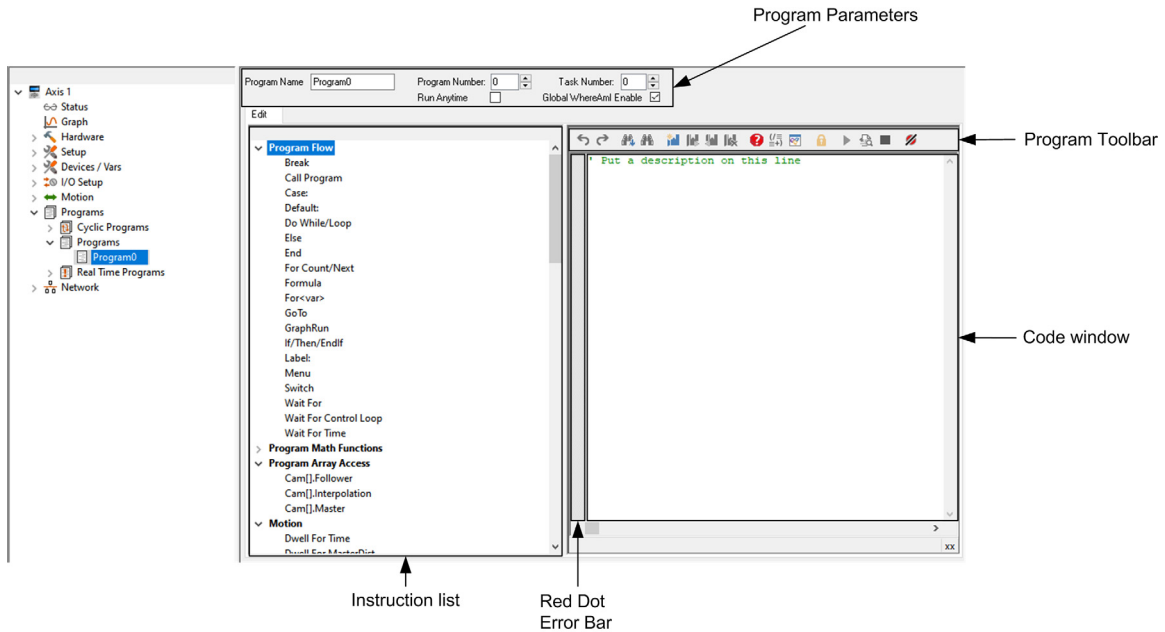 Program Parameters
Program Name Program0 Program Number: 0 Task Number: 0
Run Anytime Global WhereAmI Enable
Edit
Axis 1
Status
Graph
Hardware
Setup
Devices / Vars
I/O Setup
Motion
Programs
Cyclic Programs
Programs
Program0
Real Time Programs
Network
Program Flow
Break
Call Program
Case:
Default:
Do While/Loop
Else
End
For Count/Next
Formula
For<var>
GoTo
GraphRun
If/Then/EndIf
Label:
Menu
Switch
Wait For
Wait For Control Loop
Wait For Time
Program Math Functions
Program Array Access
Cam[].Follower
Cam[].Interpolation
Cam[].Master
Motion
Dwell For Time
Dwell For MasterDist
Program Toolbar
' Put a description on this line
Code window
xx
Instruction list
Red Dot
Error Bar